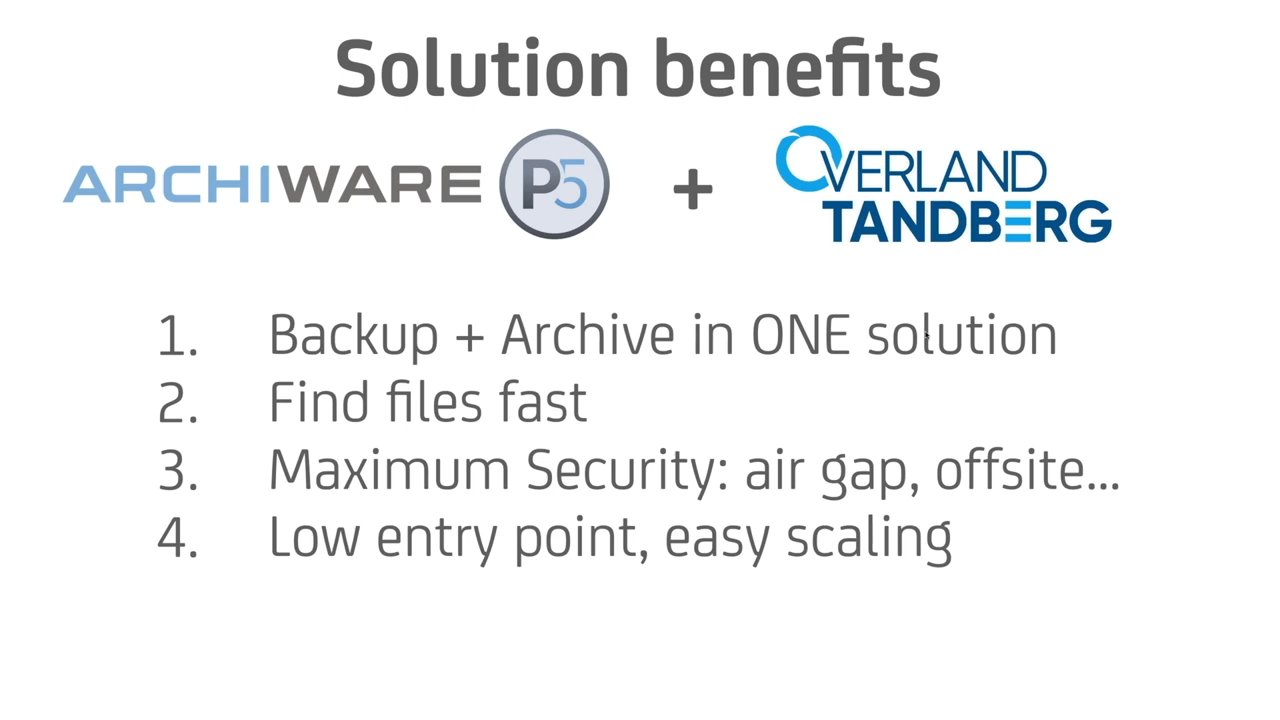 Solution benefits
ARCHIWARE P5 + OVERLAND
TANDBERG
1. Backup + Archive in ONE solution
2. Find files fast
3. Maximum Security: air gap, offsite...
4. Low entry point, easy scaling